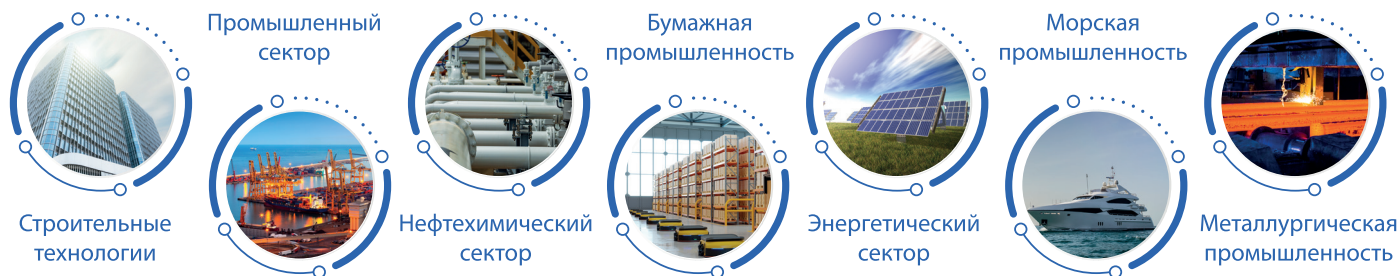 Строительные
технологии
Промышленный
сектор
Нефтехимический
сектор
Бумажная
промышленность
Энергетический
сектор
Морская
промышленность
Металлургическая
промышленность